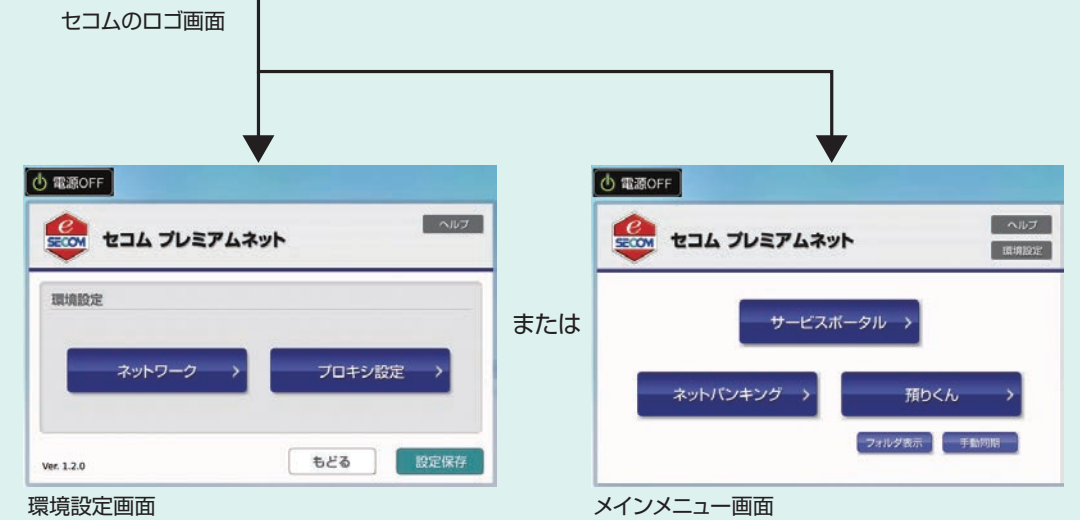 セコムのロゴ画面
電源OFF
e
SECOM
セコム プレミアムネット
ヘルプ
環境設定
ネットワーク
プロキシ設定
Ver. 1.2.0
もどる
設定保存
環境設定画面
または
電源OFF
e
SECOM
セコム プレミアムネット
ヘルプ
環境設定
サービスポータル
ネットバンキング
預りくん
フォルダ表示
手動同期
メインメニュー画面